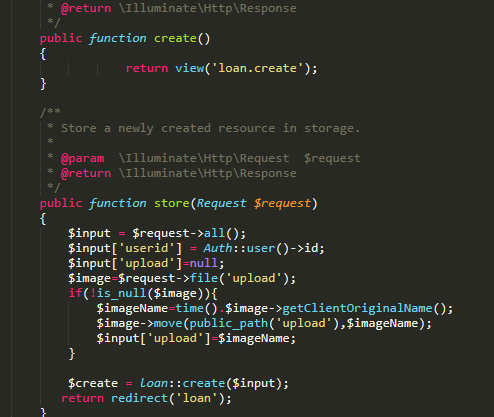 * @return \Illuminate\Http\Response
*/
public function create()
{
return view('loan.create');
}
/**
* Store a newly created resource in storage.
*
* @param  \Illuminate\Http\Request  $request
* @return \Illuminate\Http\Response
*/
public function store(Request $request)
{
$input = $request->all();
$input['userid'] = Auth::user()->id;
$input['upload']=null;
$image=$request->file('upload');
if(!is_null($image)){
$imageName=time().$image->getClientOriginalName();
$image->move(public_path('upload'),$imageName);
$input['upload']=$imageName;
}
$create = loan::create($input);
return redirect('loan');
}